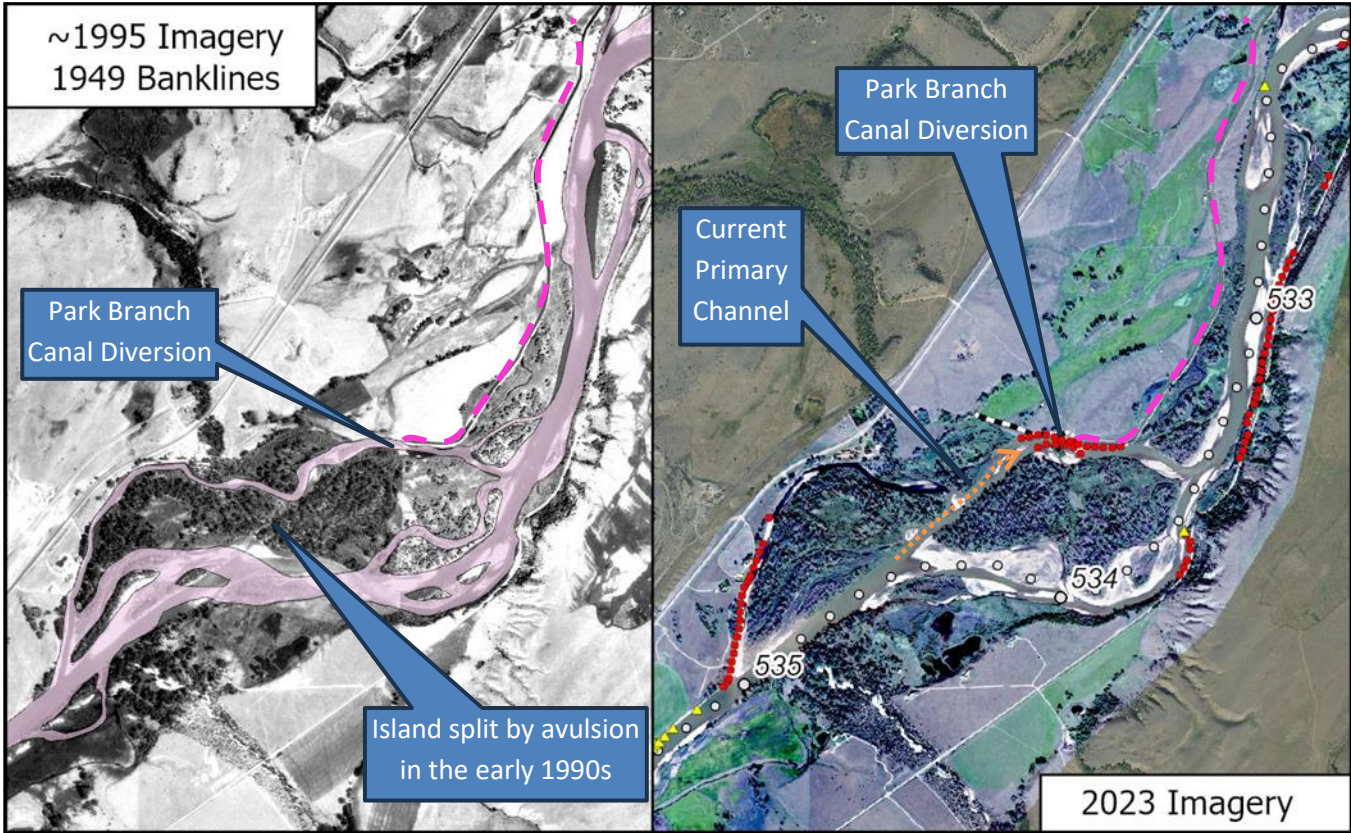 ~1995 Imagery
1949 Banklines
Park Branch
Canal Diversion
Island split by avulsion
in the early 1990s
Park Branch
Canal Diversion
Current
Primary
Channel
533
534
535
2023 Imagery